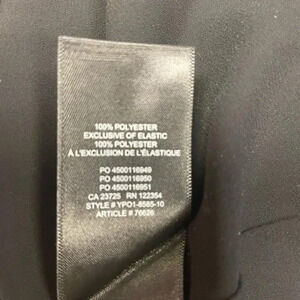 100% POLYESTER
EXCLUSIVE OF ELASTIC
100% POLYESTER
À L'EXCLUSION DE L'ÉLASTIQUE
PO 4500116949
PO 4500116950
PO 4500116951
CA 23725 RN 122354
STYLE # YPO1-6585-10
ARTICLE # 76626